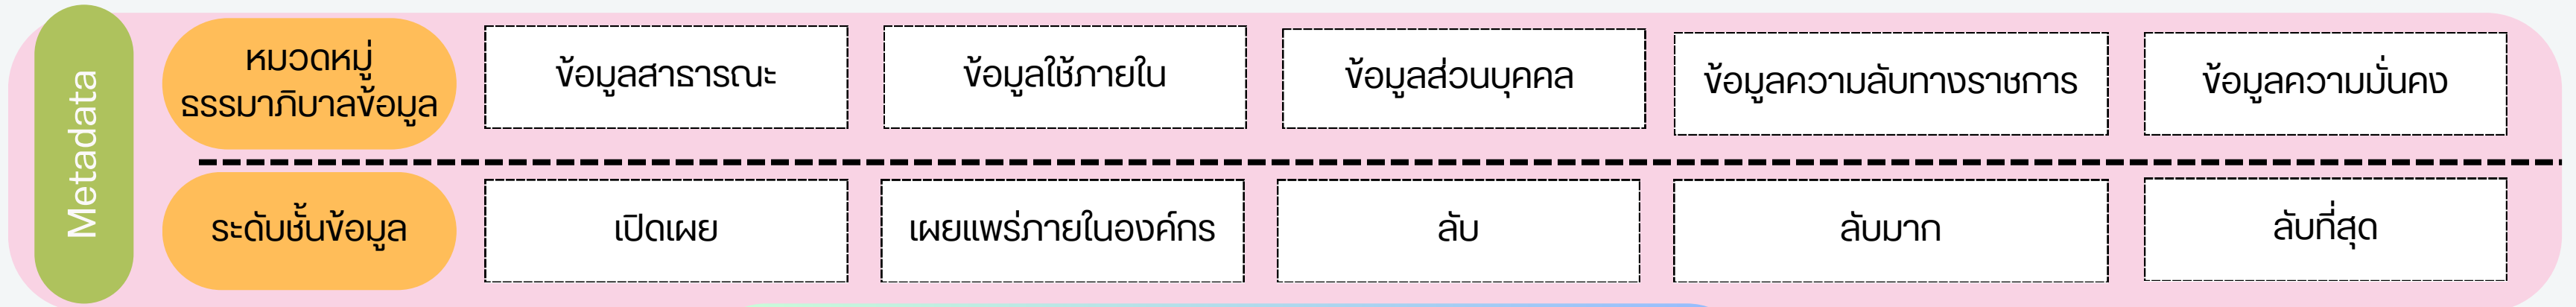 Metadata
หมวดหมู่
ธรรมาภิบาลข้อมูล
ข้อมูลสาธารณะ
ข้อมูลใช้ภายใน
ข้อมูลส่วนบุคคล
ข้อมูลความลับทางราชการ
ข้อมูลความมั่นคง
ระดับชั้นข้อมูล
เปิดเผย
เผยแพร่ภายในองค์กร
ลับ
ลับมาก
ลับที่สุด